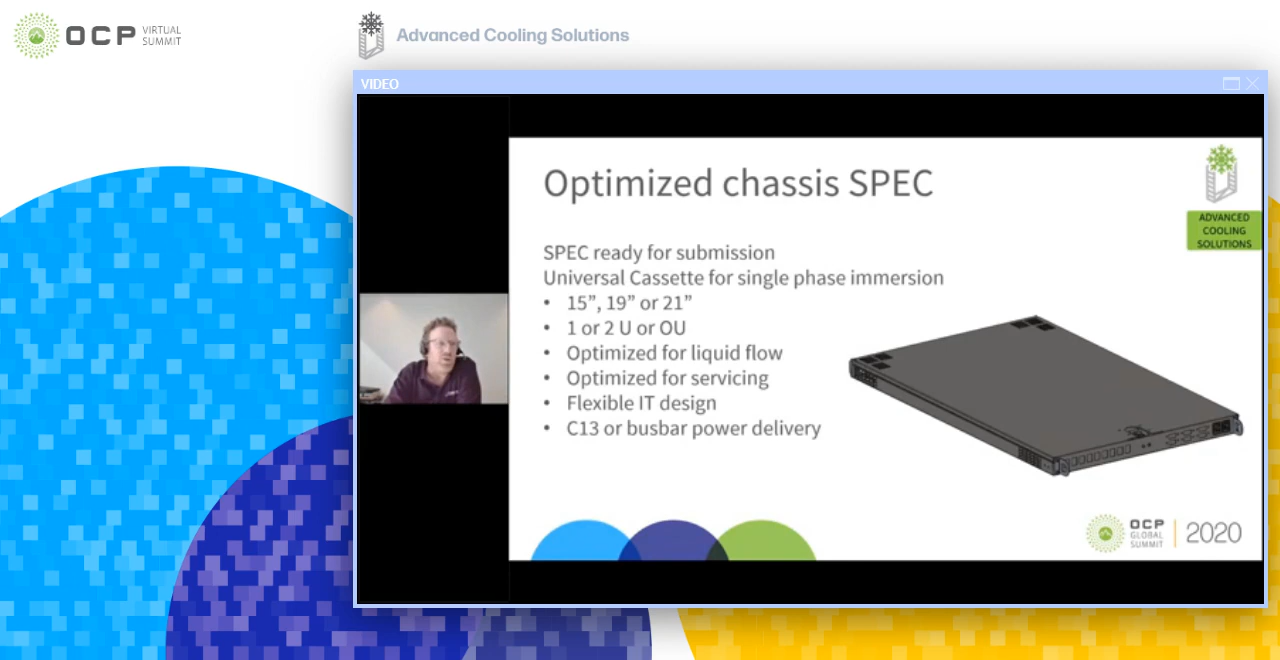 OCP VIRTUAL
SUMMIT
Advanced Cooling Solutions
VIDEO
Optimized chassis SPEC
ADVANCED
COOLING
SOLUTIONS
SPEC ready for submission
Universal Cassette for single phase immersion
• 15”, 19” or 21”
• 1 or 2 U or OU
• Optimized for liquid flow
• Optimized for servicing
• Flexible IT design
• C13 or busbar power delivery
OCP
GLOBAL
SUMMIT
2020